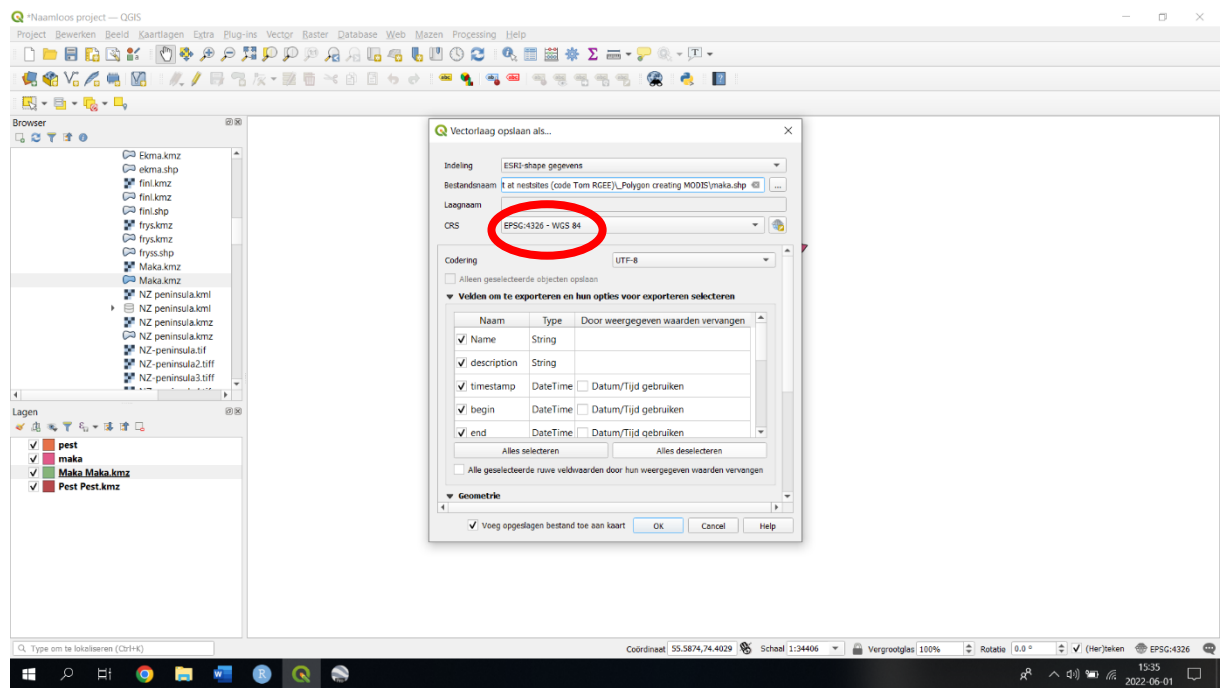 *Naamloos project — QGIS
Project Bewerken Beeld Kaartlagen Extra Plug-ins Vector Raster Database Web Mazen Processing Help
Browser
Ekma.kmz
ekma.shp
finl.kmz
finl.kmz
finl.shp
frys.kmz
frys.kmz
fryss.shp
Maka.kmz
Maka.kmz
NZ peninsula.kml
NZ peninsula.kml
NZ peninsula.kmz
NZ peninsula.kmz
NZ-peninsula.tif
NZ-peninsula2.tiff
NZ-peninsula3.tiff
Lagen
pest
maka
Maka Maka.kmz
Pest Pest.kmz
Vectorlaag opslaan als...
Indeling ESRI-shape gegevens
Bestandsnaam t at nestsites (code Tom RGEE)\_Polygon creating MODIS\maka.shp ...
Laagnaam
CRS EPSG:4326 - WGS 84
Codering UTF-8
Alleen geselecteerde objecten opslaan
Velden om te exporteren en hun opties voor exporteren selecteren
Naam Type Door weergegeven waarden vervangen
Name String
description String
timestamp DateTime Datum/Tijd gebruiken
begin DateTime Datum/Tijd gebruiken
end DateTime Datum/Tijd gebruiken
Alles selecteren Alles deselecteren
Alle geselecteerde ruwe veldwaarden door hun weergegeven waarden vervangen
Geometrie
Voeg opgeslagen bestand toe aan kaart OK Cancel Help
Type om te lokaliseren (Ctrl+K) Coördinaat 55.5874,74.4029 Schaal 1:34406 Vergrootglas 100% Rotatie 0.0 ° (Her)teken EPSG:4326
15:35
2022-06-01